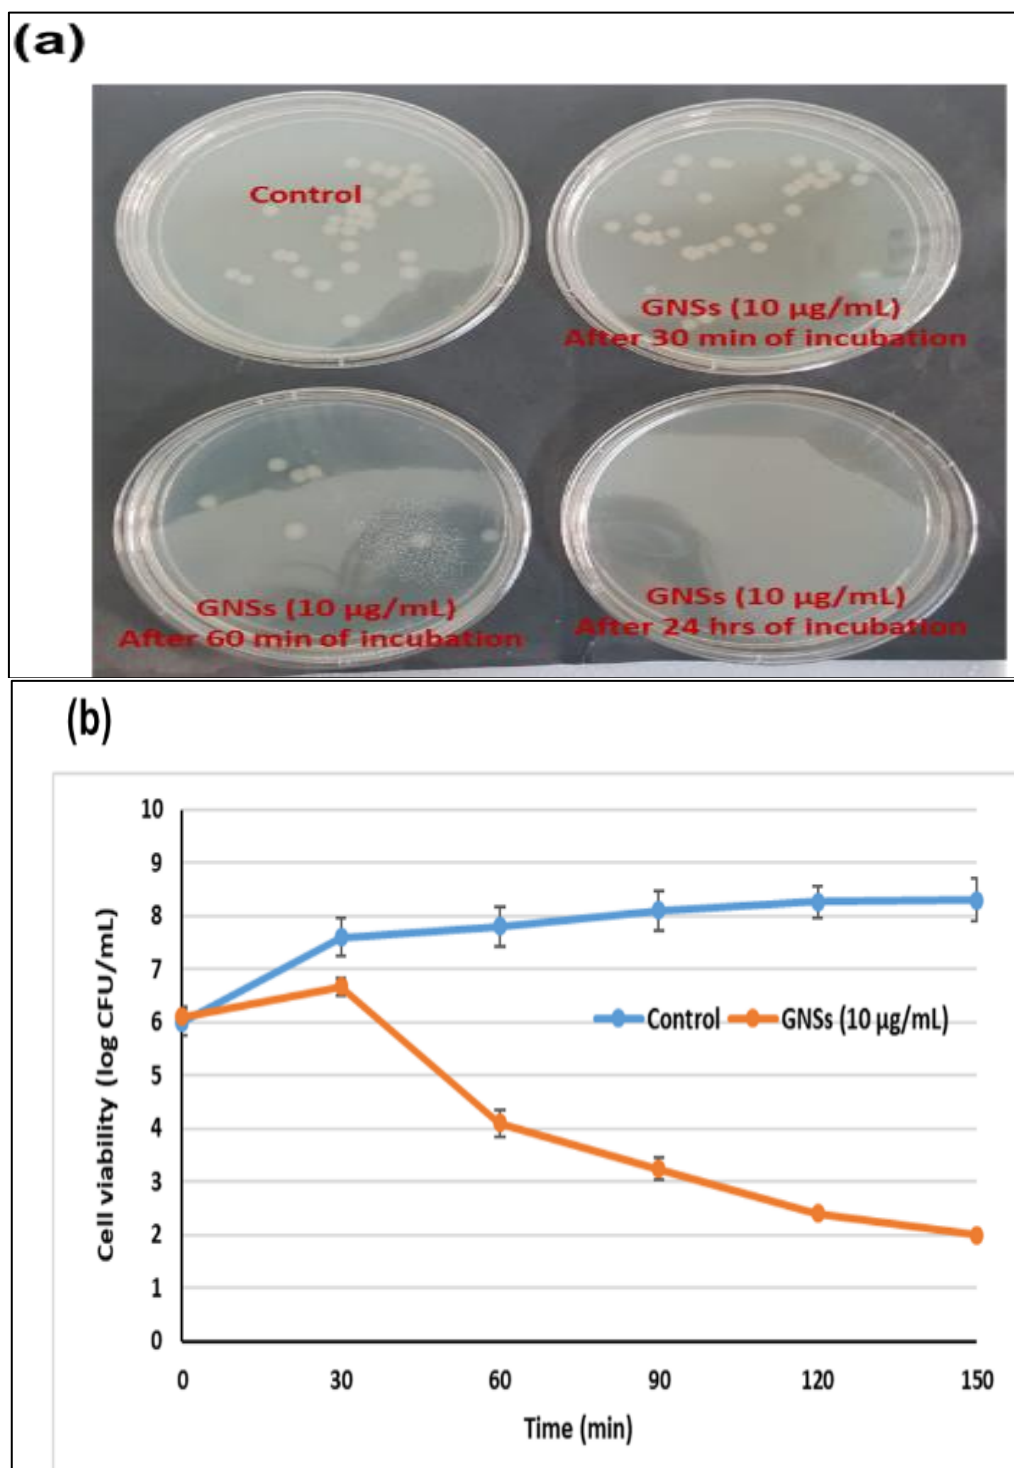 (a)
Control
GNSs (10 µg/mL)
After 30 min of incubation
GNSs (10 µg/mL)
After 60 min of incubation
GNSs (10 µg/mL)
After 24 hrs of incubation
(b)
10
9
8
7
6
5
4
3
2
1
0
Cell viability (log CFU/mL)
Control
GNSs (10 µg/mL)
0 30 60 90 120 150
Time (min)